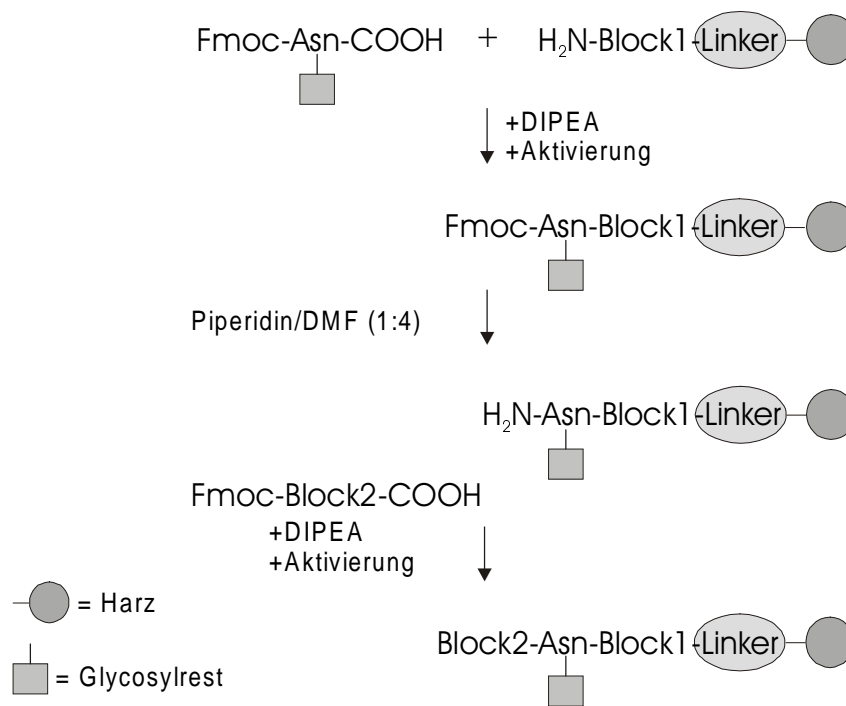 Fmoc-Asn-COOH + H₂N-Block1-Linker
+DIPEA
+Aktivierung
Fmoc-Asn-Block1-Linker
Piperidin/DMF (1:4)
H₂N-Asn-Block1-Linker
Fmoc-Block2-COOH
+DIPEA
+Aktivierung
= Harz
Block2-Asn-Block1-Linker
= Glycosylrest